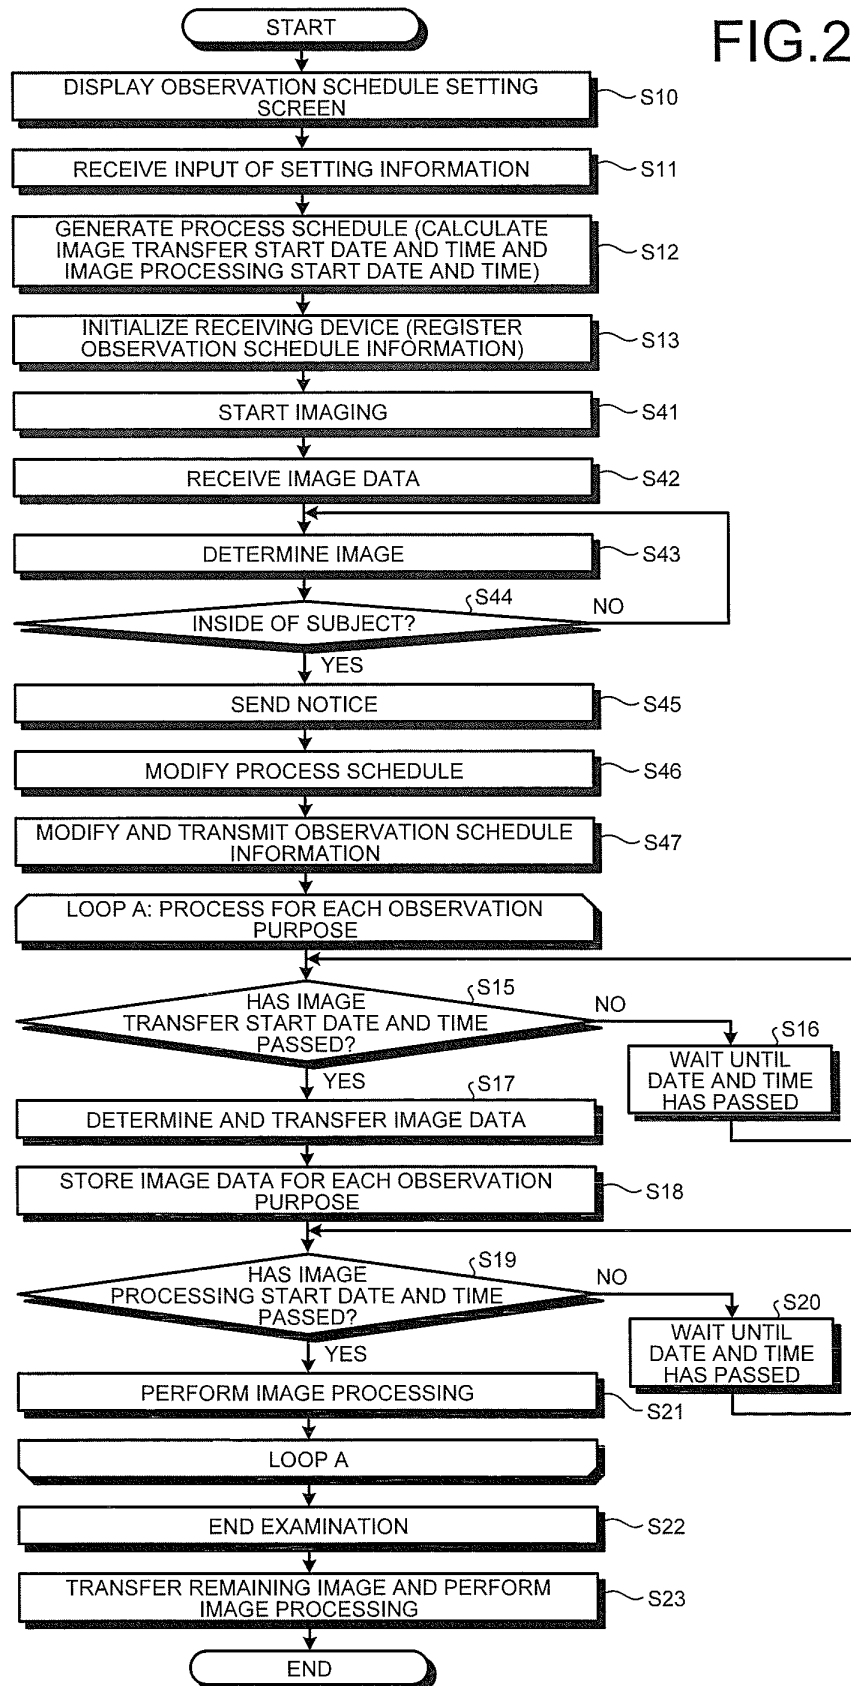 START
FIG.2
DISPLAY OBSERVATION SCHEDULE SETTING
SCREEN
S10
RECEIVE INPUT OF SETTING INFORMATION
S11
GENERATE PROCESS SCHEDULE (CALCULATE
IMAGE TRANSFER START DATE AND TIME AND
IMAGE PROCESSING START DATE AND TIME)
S12
INITIALIZE RECEIVING DEVICE (REGISTER
OBSERVATION SCHEDULE INFORMATION)
S13
START IMAGING
S41
RECEIVE IMAGE DATA
S42
DETERMINE IMAGE
S43
S44
INSIDE OF SUBJECT?
NO
YES
SEND NOTICE
S45
MODIFY PROCESS SCHEDULE
S46
MODIFY AND TRANSMIT OBSERVATION SCHEDULE
INFORMATION
S47
LOOP A: PROCESS FOR EACH OBSERVATION
PURPOSE
S15
HAS IMAGE
TRANSFER START DATE AND TIME
PASSED?
NO
S16
WAIT UNTIL
DATE AND TIME
HAS PASSED
YES
S17
DETERMINE AND TRANSFER IMAGE DATA
STORE IMAGE DATA FOR EACH OBSERVATION
PURPOSE
S18
S19
HAS IMAGE
PROCESSING START DATE AND TIME
PASSED?
NO
S20
WAIT UNTIL
DATE AND TIME
HAS PASSED
YES
PERFORM IMAGE PROCESSING
S21
LOOP A
END EXAMINATION
S22
TRANSFER REMAINING IMAGE AND PERFORM
IMAGE PROCESSING
S23
END